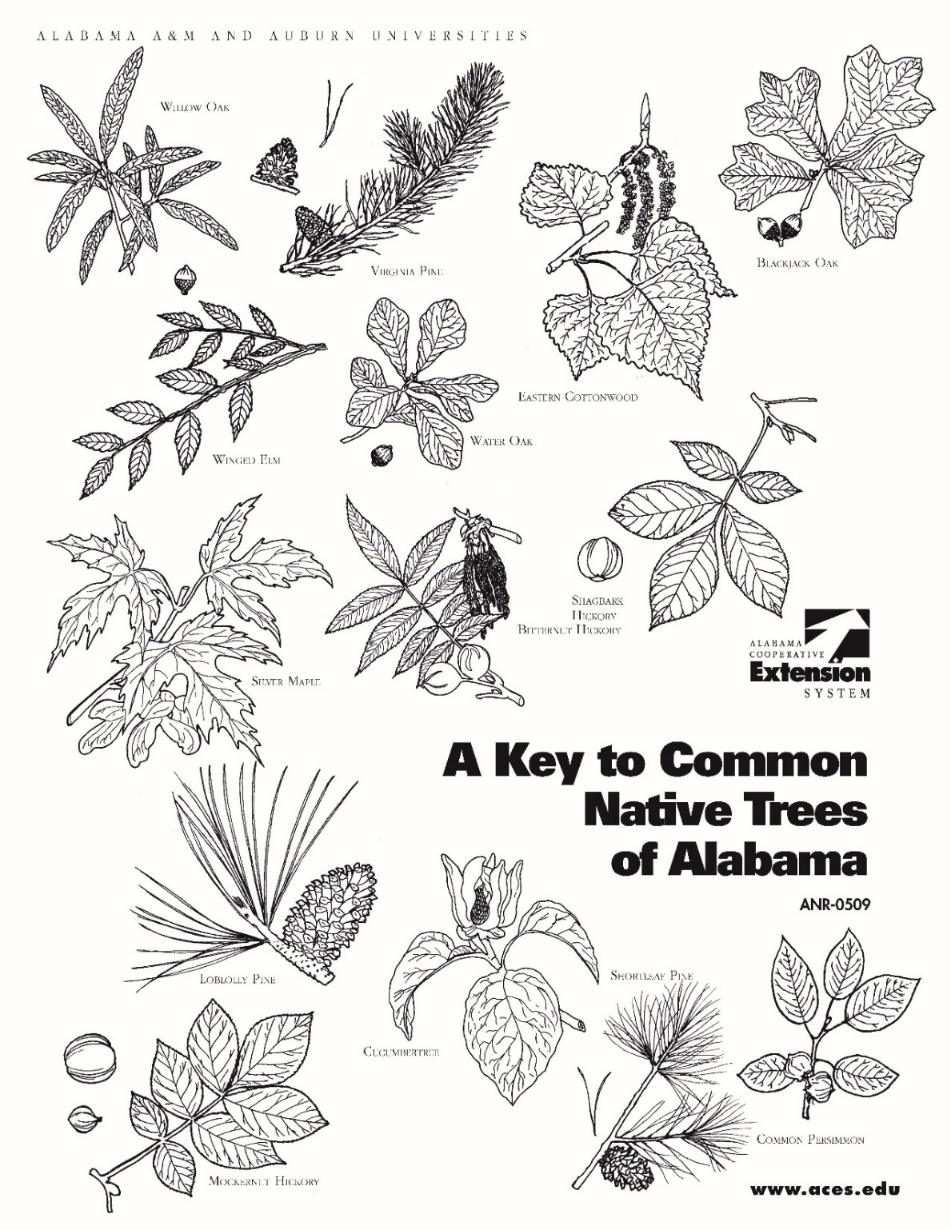 ALABAMA A&M AND AUBURN UNIVERSITIES
WILLOW OAK
VIRGINIA PINE
BLACKJACK OAK
EASTERN COTTONWOOD
WATER OAK
WINGED ELM
SHAGBARK
HICKORY
BITTERNUT HICKORY
SILVER MAPLE
ALABAMA
COOPERATIVE
Extension
SYSTEM
A Key to Common
Native Trees
of Alabama
ANR-0509
LOBLOLLY PINE
SHORTLEAF PINE
CUCUMBERTREE
COMMON PERSIMMON
MOCKERNUT HICKORY
www.aces.edu